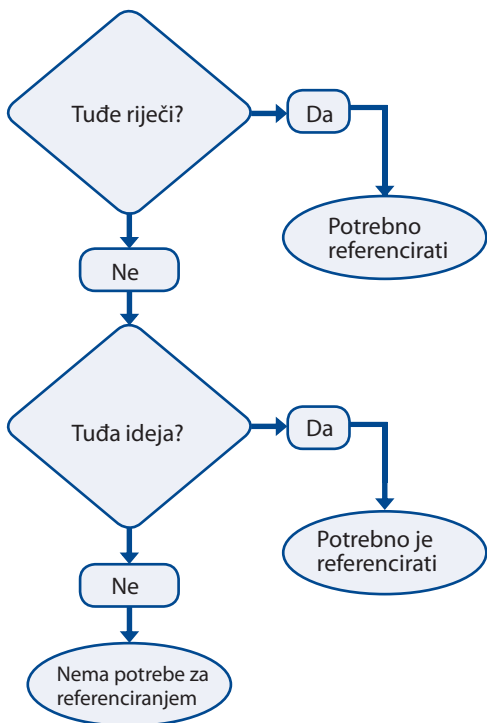 Tuđe riječi?
Da
Potrebno
referencirati
Ne
Tuđa ideja?
Da
Potrebno je
referencirati
Ne
Nema potrebe za
referenciranjem